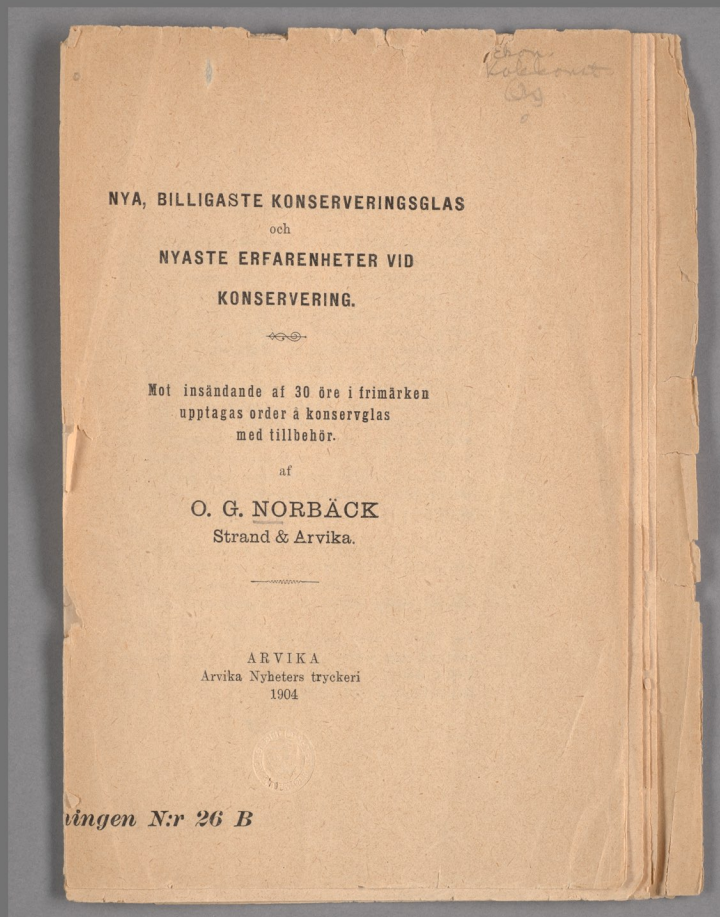 NYA, BILLIGASTE KONSERVERINGSGLAS
och
NYASTE ERFARENHETER VID
KONSERVERING.
Mot insändande af 30 öre i frimärken
upptagas order å konservglas
med tillbehör.
af
O. G. NORBÄCK
Strand & Arvika.
ARVIKA
Arvika Nyheters tryckeri
1904
ningen N:r 26 B